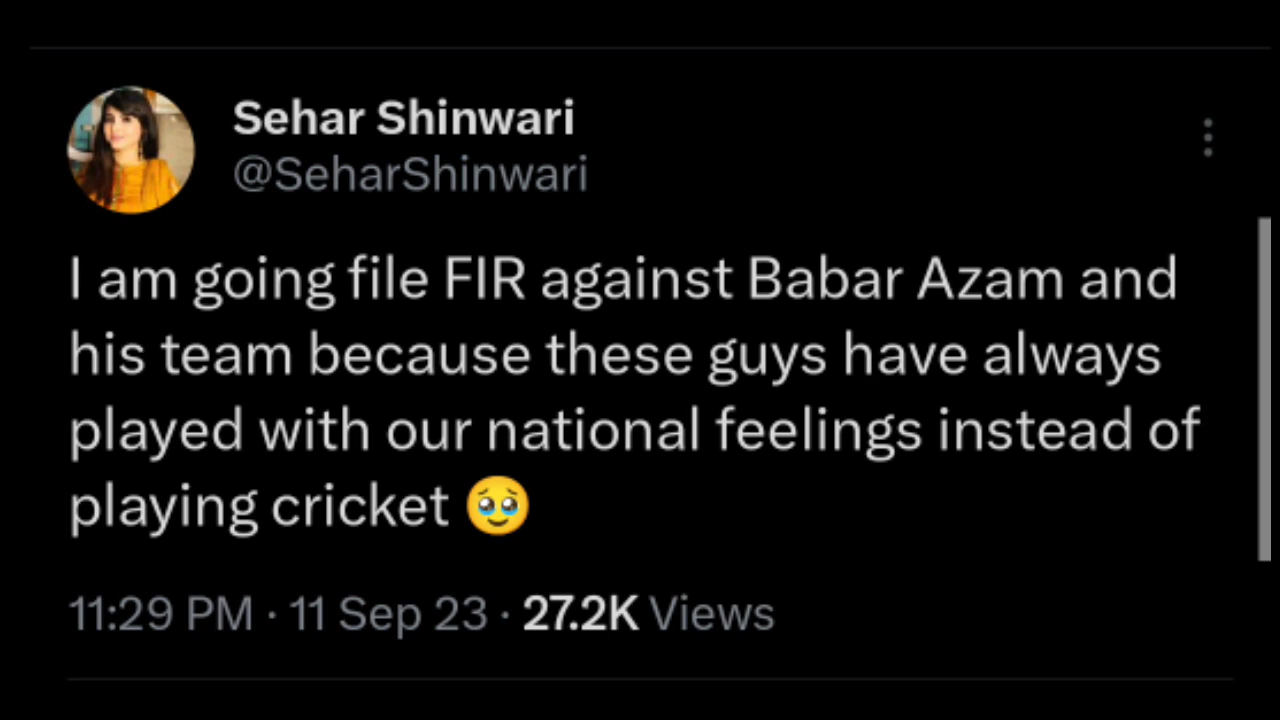 Sehar Shinwari
@SeharShinwari
I am going file FIR against Babar Azam and
his team because these guys have always
played with our national feelings instead of
playing cricket 🥹
11:29 PM · 11 Sep 23 · 27.2K Views